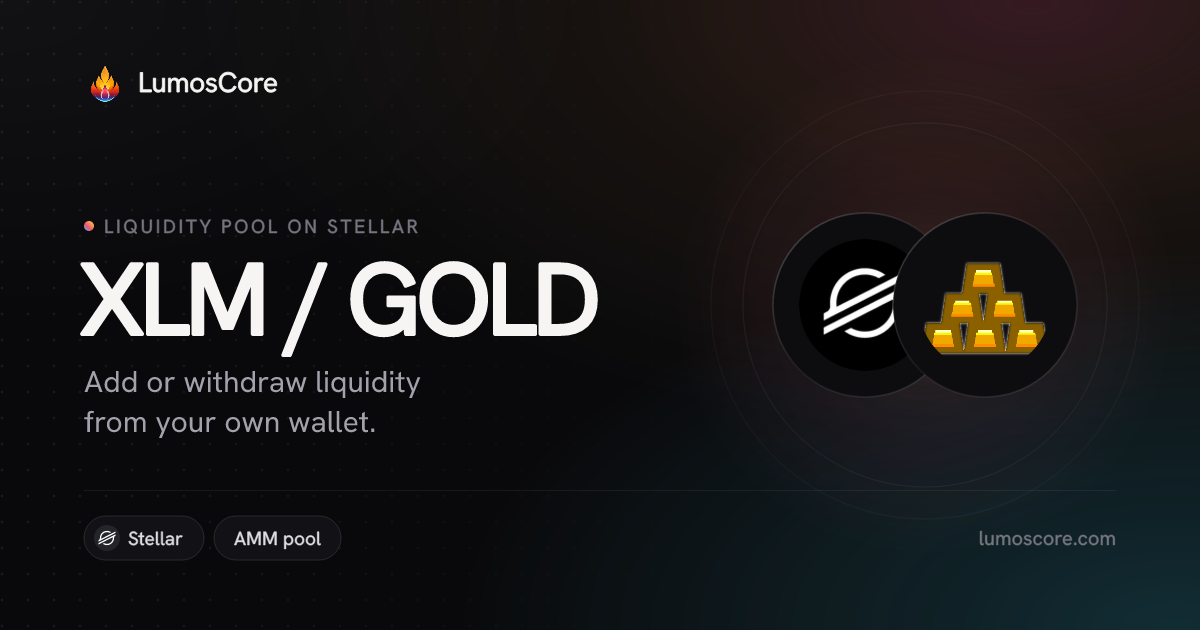 LumosCore
LIQUIDITY POOL ON STELLAR
XLM / GOLD
Add or withdraw liquidity
from your own wallet.
Stellar
AMM pool
lumoscore.com